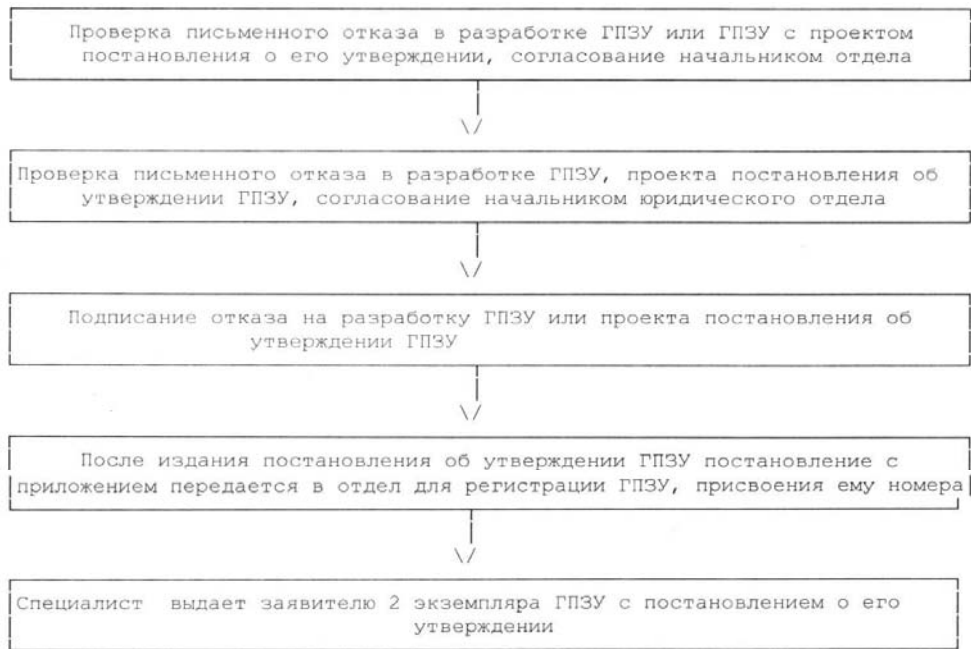 Проверка письменного отказа в разработке ГПЗУ или ГПЗУ с проектом
постановления о его утверждении, согласование начальником отдела
Проверка письменного отказа в разработке ГПЗУ, проекта постановления об
утверждении ГПЗУ, согласование начальником юридического отдела
Подписание отказа на разработку ГПЗУ или проекта постановления об
утверждении ГПЗУ
После издания постановления об утверждении ГПЗУ постановление с
приложением передается в отдел для регистрации ГПЗУ, присвоения ему номера
Специалист выдает заявителю 2 экземпляра ГПЗУ с постановлением о его
утверждении